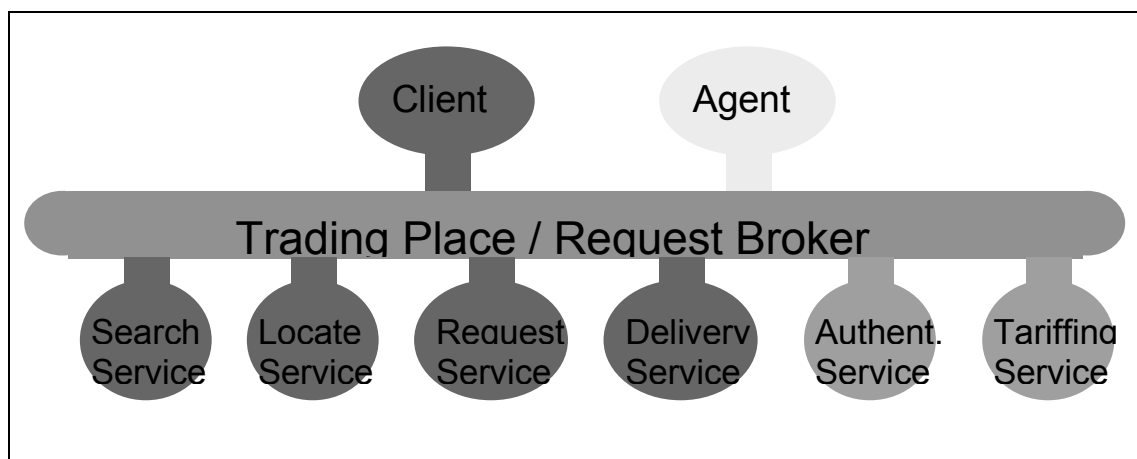 Client
Agent
Trading Place / Request Broker
Search
Service
Locate
Service
Request
Service
Delivery
Service
Authent.
Service
Tariffing
Service